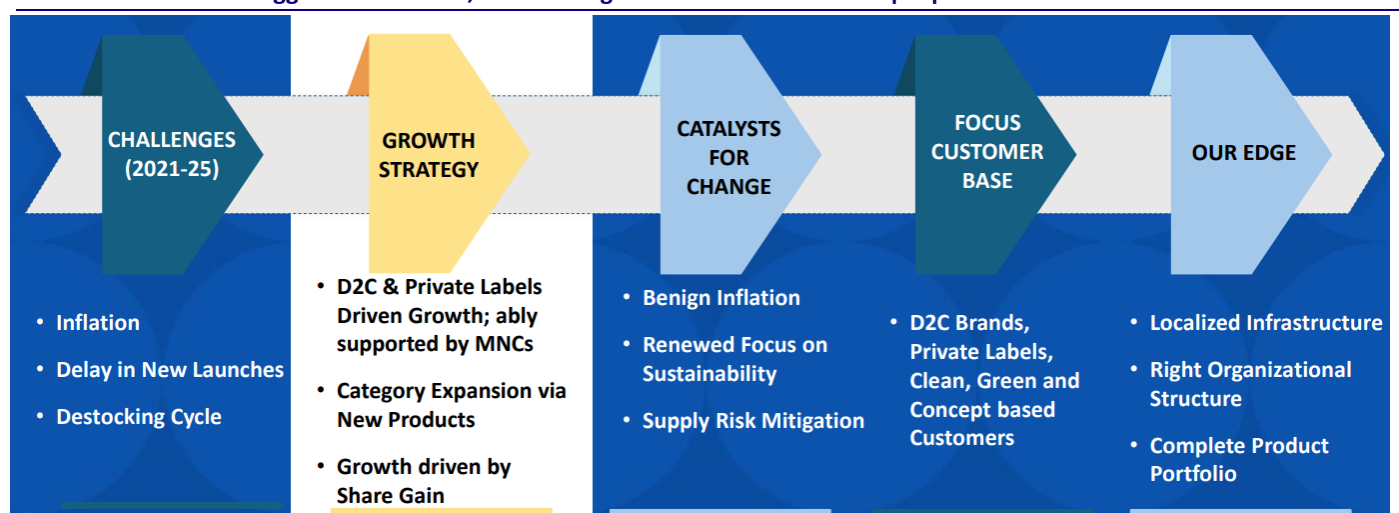 CHALLENGES
(2021-25)
GROWTH
STRATEGY
CATALYSTS
FOR
CHANGE
FOCUS
CUSTOMER
BASE
OUR EDGE
• Inflation
• Delay in New Launches
• Destocking Cycle
• D2C & Private Labels
Driven Growth; ably
supported by MNCs
• Category Expansion via
New Products
• Growth driven by
Share Gain
• Benign Inflation
• Renewed Focus on
Sustainability
• Supply Risk Mitigation
• D2C Brands,
Private Labels,
Clean, Green and
Concept based
Customers
• Localized Infrastructure
• Right Organizational
Structure
• Complete Product
Portfolio